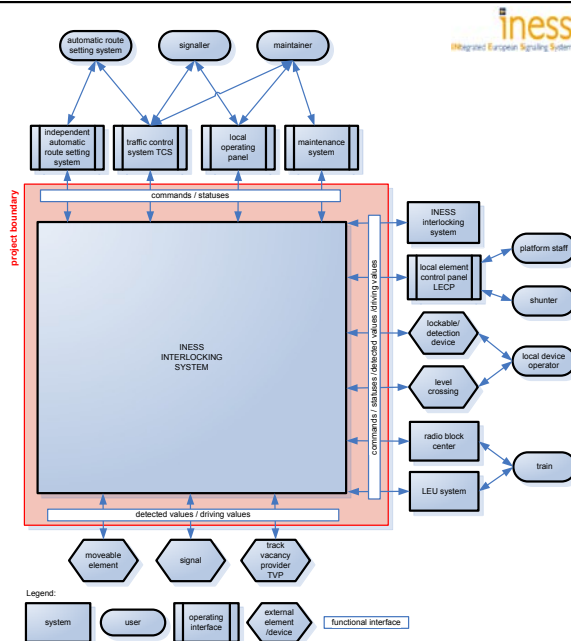 iness
INtegrated European Signalling System
automatic route
setting system
signaller
maintainer
independent
automatic
route setting
system
traffic control
system TCS
local
operating
panel
maintenance
system
project boundary
commands / statuses
INESS
interlocking
system
platform staff
local element
control panel
LECP
shunter
commands / statuses /detected values /driving values
lockable/
detection
device
INESS
INTERLOCKING
SYSTEM
local device
operator
level
crossing
radio block
center
train
LEU system
detected values / driving values
moveable
element
signal
track
vacancy
provider
TVP
Legend:
system
user
operating
interface
external
element
/device
functional interface